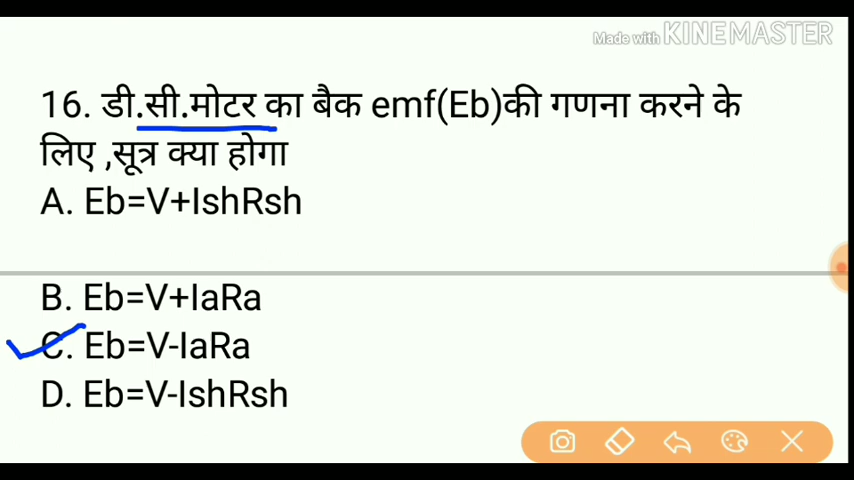 Made with KINEMASTER
16. डी.सी.मोटर का बैक emf(Eb)की गणना करने के
लिए ,सूत्र क्या होगा
A. Eb=V+IshRsh
B. Eb=V+IaRa
C. Eb=V-IaRa
D. Eb=V-IshRsh